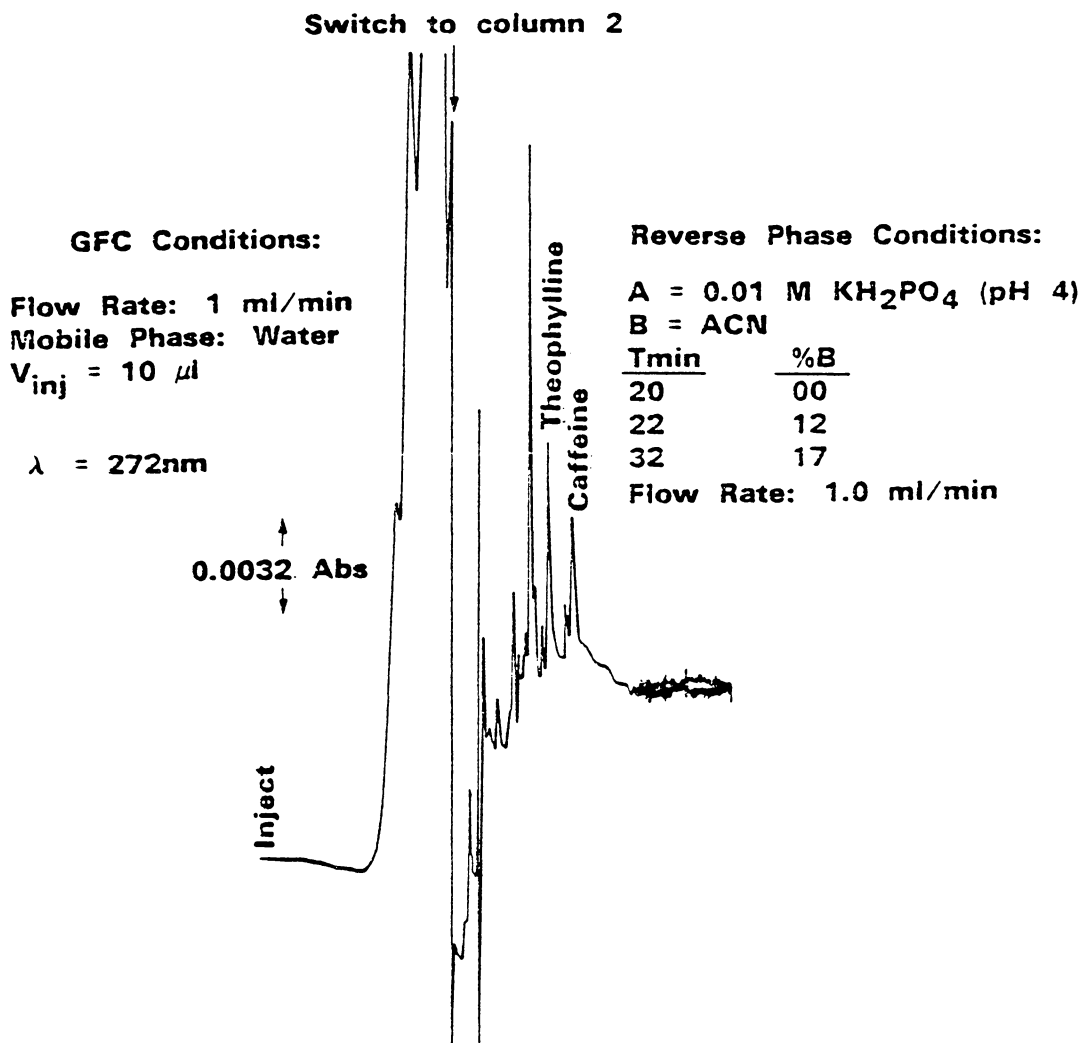 Switch to column 2
GFC Conditions:
Flow Rate: 1 ml/min
Mobile Phase: Water
Vinj = 10 µl
λ = 272nm
0.0032 Abs
Inject
Theophylline
Caffeine
Reverse Phase Conditions:
A = 0.01 M KH2PO4 (pH 4)
B = ACN
Tmin %B
20 00
22 12
32 17
Flow Rate: 1.0 ml/min